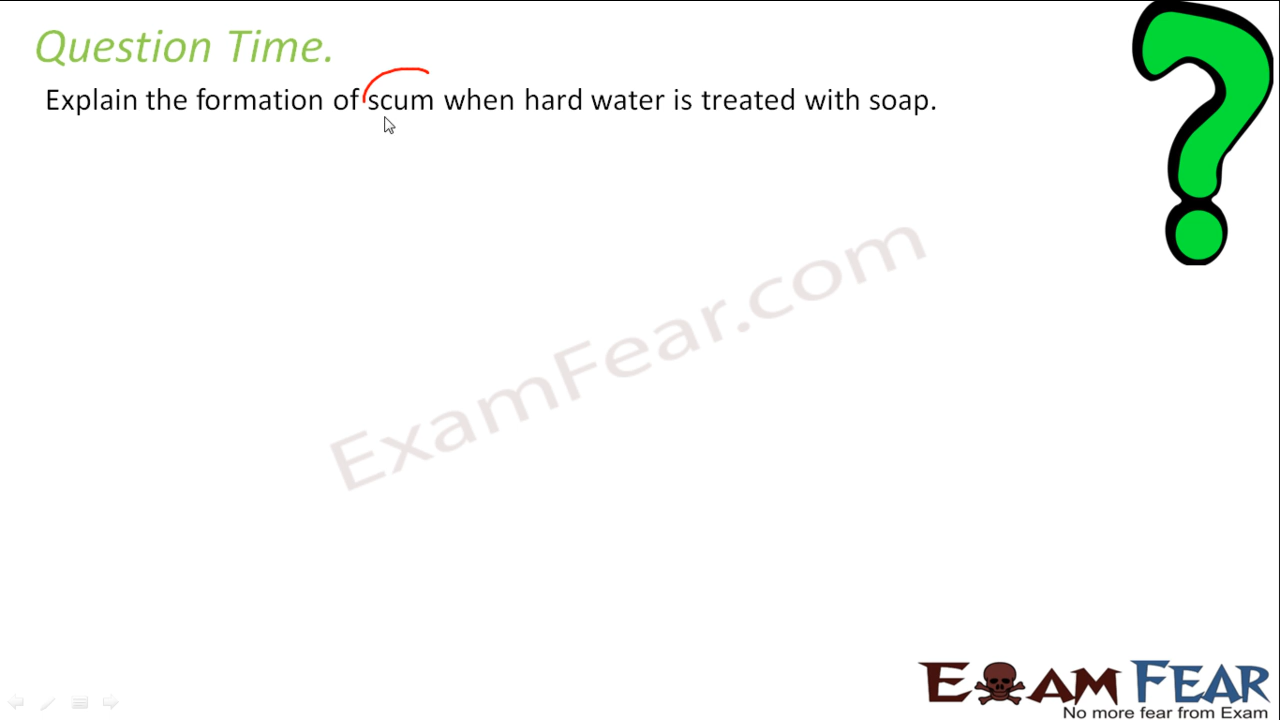 Question Time.
Explain the formation of scum when hard water is treated with soap.
ExamFear.com
EXAM FEAR
No more fear from Exam